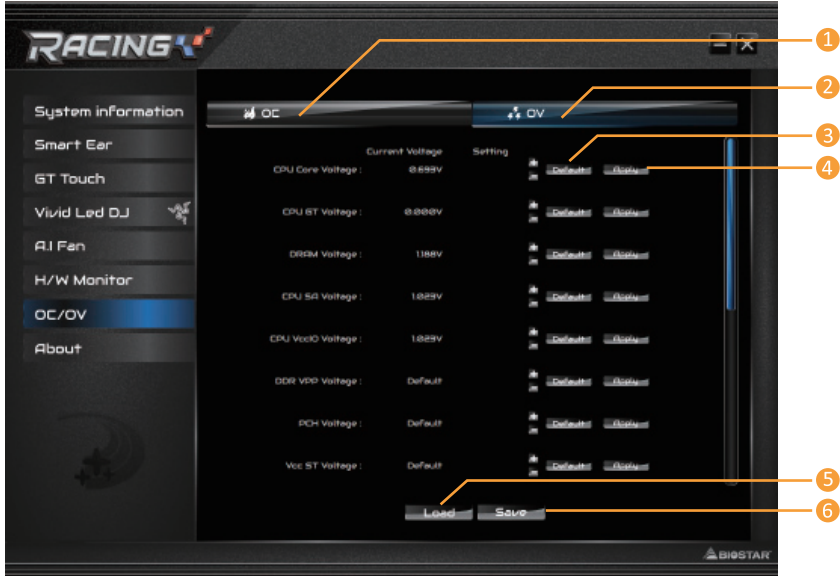 RACING
1
OC
OV
2
System information
Smart Ear
GT Touch
Vivid Led DJ
A.I Fan
H/W Monitor
OC/OV
About
Current Voltage Setting
3
CPU Core Voltage : 0.693V Default Apply
4
CPU GT Voltage : 0.000V Default Apply
DRAM Voltage : 1.188V Default Apply
CPU SA Voltage : 1.029V Default Apply
CPU VccIO Voltage : 1.029V Default Apply
DDR VPP Voltage : Default Default Apply
PCH Voltage : Default Default Apply
Vcc ST Voltage : Default Default Apply
5
Load Save
6
BIOSTAR